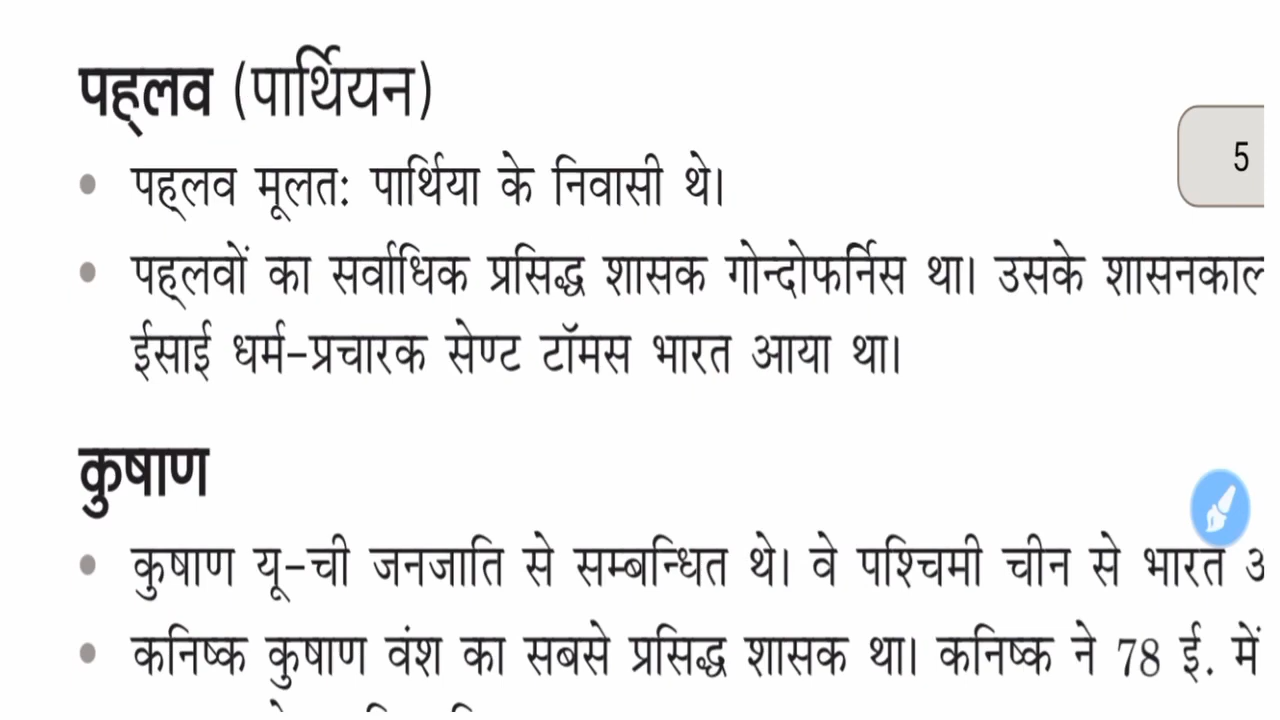 पह्लव (पार्थियन)
5
• पह्लव मूलतः पार्थिया के निवासी थे।
• पह्लवों का सर्वाधिक प्रसिद्ध शासक गोन्दोफर्निस था। उसके शासनकाल
ईसाई धर्म-प्रचारक सेण्ट टॉमस भारत आया था।
कुषाण
• कुषाण यू-ची जनजाति से सम्बन्धित थे। वे पश्चिमी चीन से भारत
• कनिष्क कुषाण वंश का सबसे प्रसिद्ध शासक था। कनिष्क ने 78 ई. में